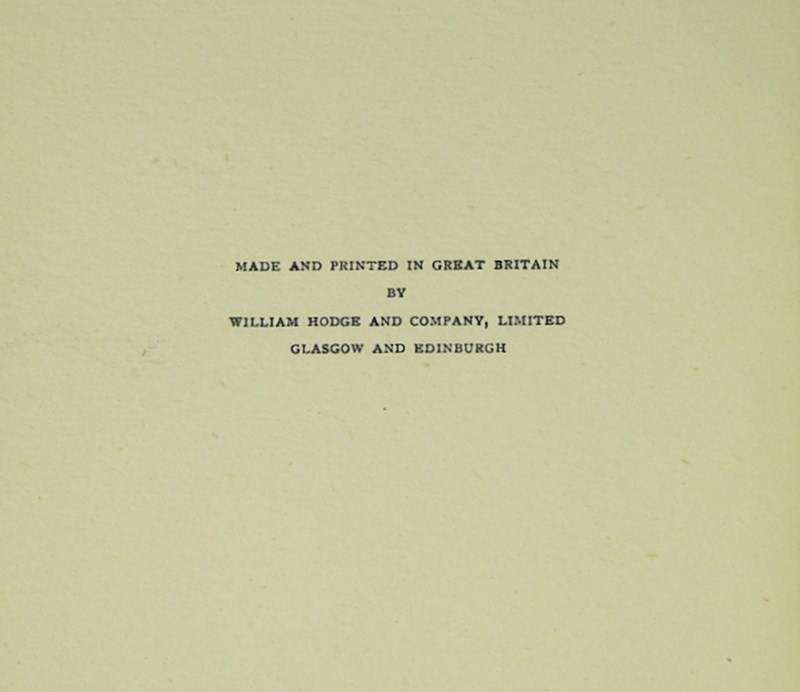 MADE AND PRINTED IN GREAT BRITAIN
BY
WILLIAM HODGE AND COMPANY, LIMITED
GLASGOW AND EDINBURGH